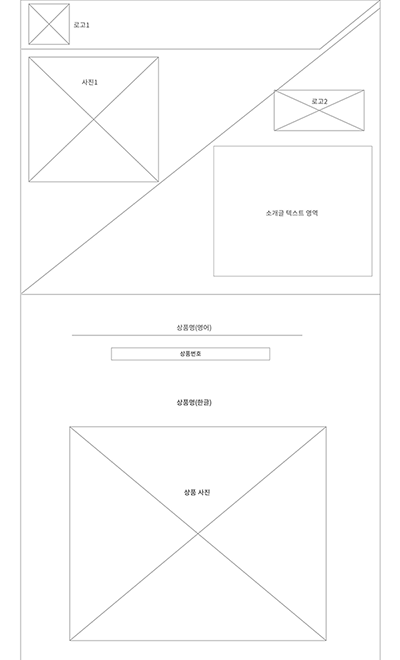 로고1
사진1
로고2
소개글 텍스트 영역
상품명(영어)
상품번호
상품명(한글)
상품 사진